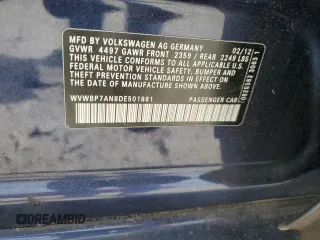 MFD. BY VOLKSWAGEN AG GERMANY 02/12
GVWR 4497 GAWR FRONT 2359 / REAR 2249 LBS
THIS VEHICLE CONFORMS TO ALL APPLICABLE
FEDERAL MOTOR VEHICLE SAFETY, BUMPER AND
THEFT PREVENTION STANDARDS IN EFFECT ON
THE DATE OF MANUFACTURE SHOWN ABOVE.
WVWBP7AN8DE501881 PASSENGER CAR
© DREAMBID